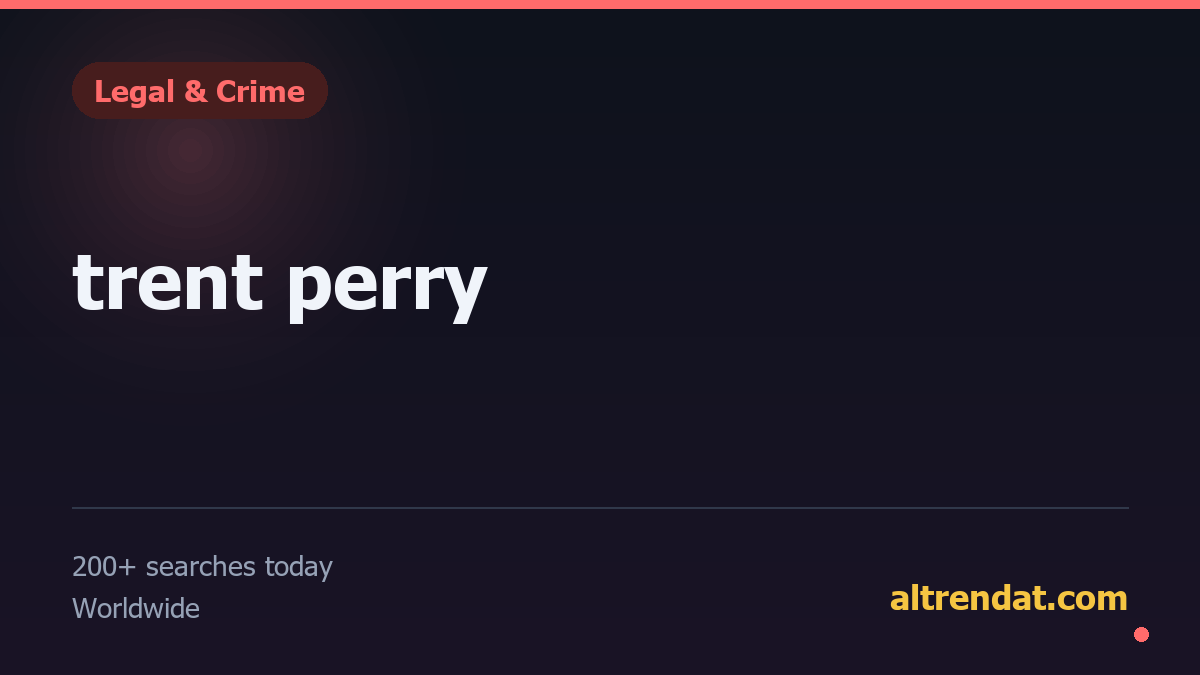 Legal & Crime
trent perry
200+ searches today
Worldwide
altrendat.com